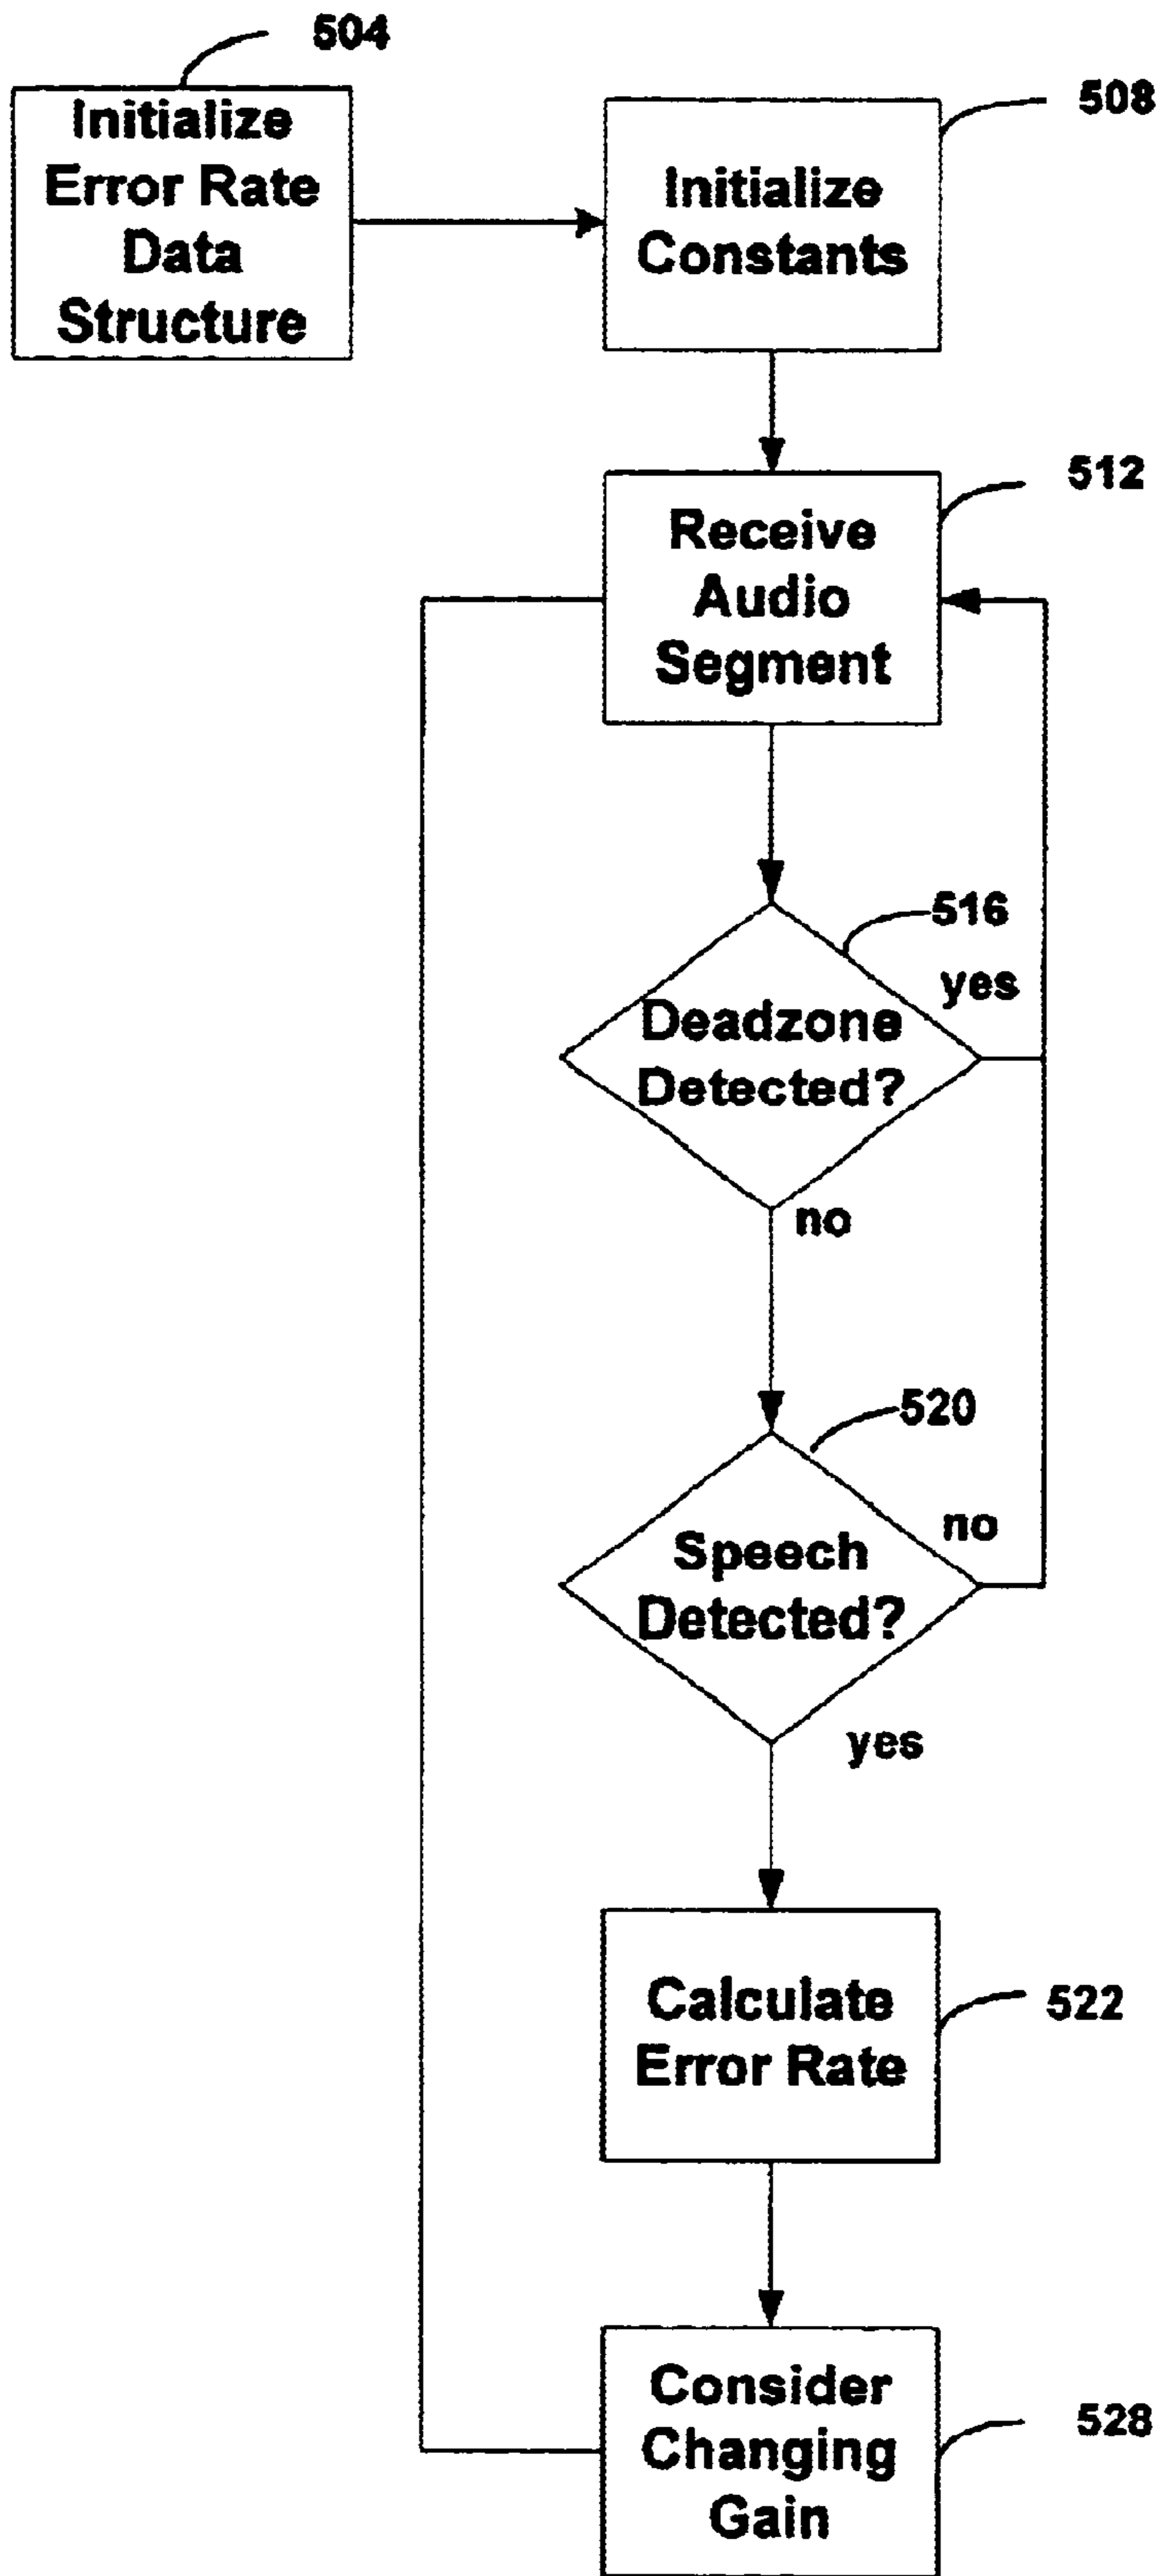 504
Initialize
Error Rate
Data
Structure
508
Initialize
Constants
512
Receive
Audio
Segment
516
yes
Deadzone
Detected?
no
520
no
Speech
Detected?
yes
522
Calculate
Error Rate
528
Consider
Changing
Gain